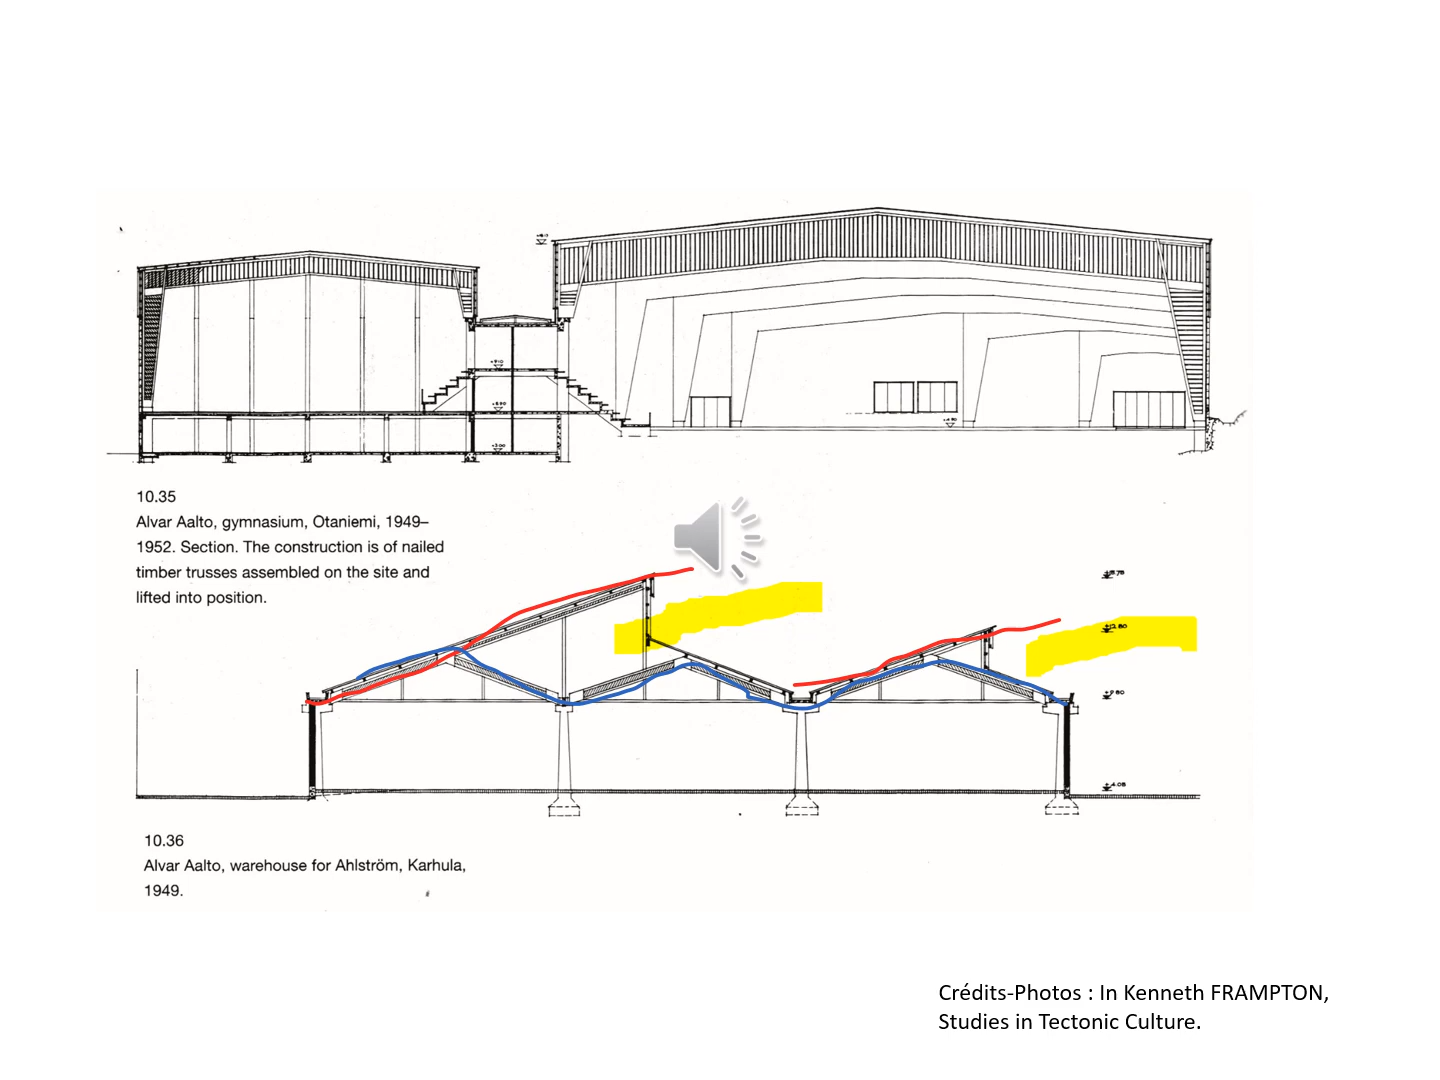 10.35
Alvar Aalto, gymnasium, Otaniemi, 1949–
1952. Section. The construction is of nailed
timber trusses assembled on the site and
lifted into position.
10.36
Alvar Aalto, warehouse for Ahlström, Karhula,
1949.
Crédits-Photos : In Kenneth FRAMPTON,
Studies in Tectonic Culture.